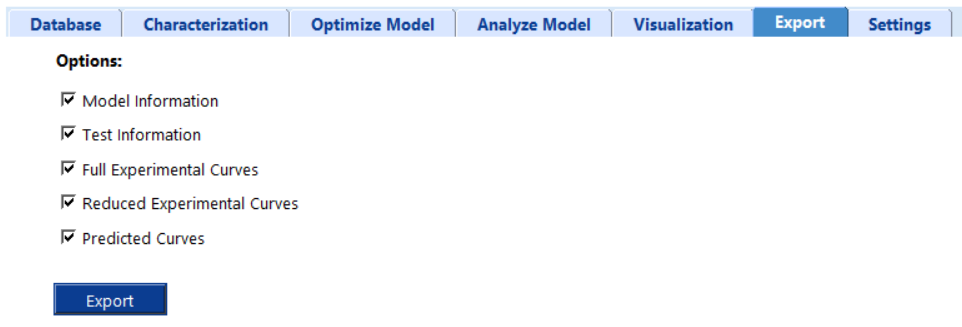 Database Characterization Optimize Model Analyze Model Visualization Export Settings
Options:
Model Information
Test Information
Full Experimental Curves
Reduced Experimental Curves
Predicted Curves
Export